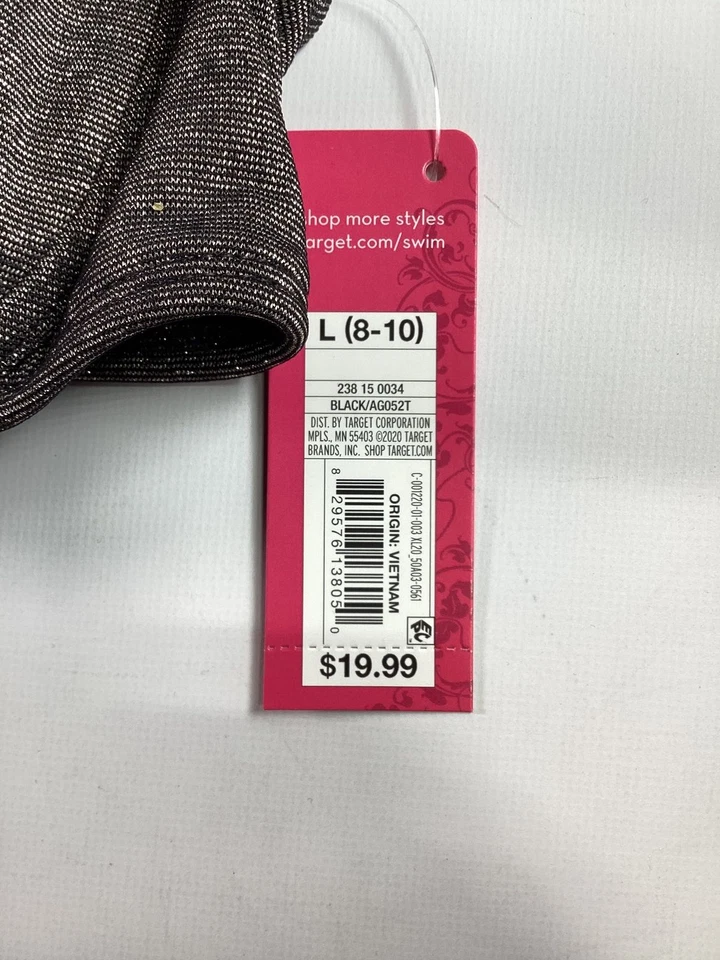 hop more styles
arget.com/swim
L (8-10)
238 15 0034
BLACK/AG052T
DIST. BY TARGET CORPORATION
MPLS., MN 55403 ©2020 TARGET
BRANDS, INC. SHOP TARGET.COM
C-001220-01-003 XL20_50A03-0561
ORIGIN: VIETNAM
8 29576 13805 0
EPC
$19.99